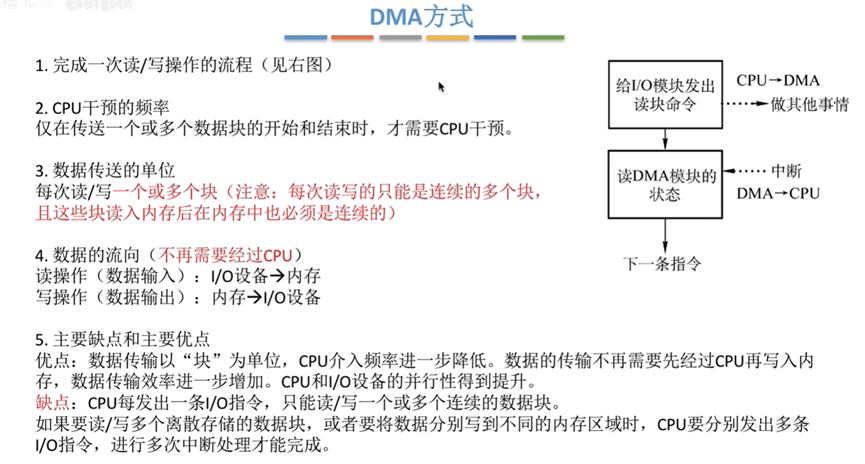 DMA方式
1. 完成一次读/写操作的流程（见右图）
2. CPU干预的频率
仅在传送一个或多个数据块的开始和结束时，才需要CPU干预。
3. 数据传送的单位
每次读/写一个或多个块（注意：每次读写的只能是连续的多个块，
且这些块读入内存后在内存中也必须是连续的）
4. 数据的流向（不再需要经过CPU）
读操作（数据输入）：I/O设备→内存
写操作（数据输出）：内存→I/O设备
5. 主要缺点和主要优点
优点：数据传输以“块”为单位，CPU介入频率进一步降低。数据的传输不再需要先经过CPU再写入内
存，数据传输效率进一步增加。CPU和I/O设备的并行性得到提升。
缺点：CPU每发出一条I/O指令，只能读/写一个或多个连续的数据块。
如果要读/写多个离散存储的数据块，或者要将数据分别写到不同的内存区域时，CPU要分别发出多条
I/O指令，进行多次中断处理才能完成。
给I/O模块发出
读块命令
CPU→DMA
做其他事情
读DMA模块的
状态
中断
DMA→CPU
下一条指令